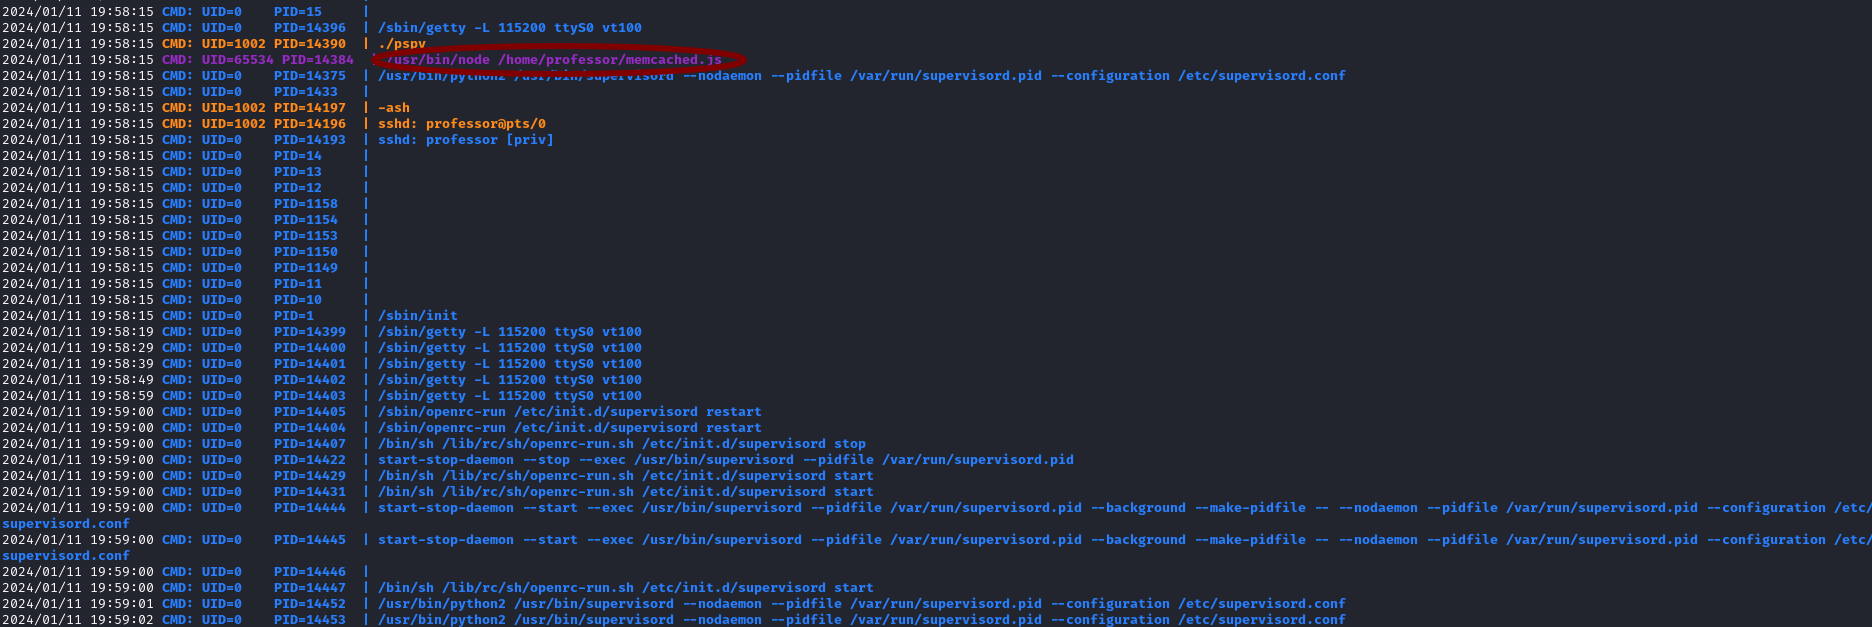 2024/01/11 19:58:15 CMD: UID=0    PID=15     |
2024/01/11 19:58:15 CMD: UID=0    PID=14396  | /sbin/getty -L 115200 ttyS0 vt100
2024/01/11 19:58:15 CMD: UID=1002 PID=14390  | ./pspy
2024/01/11 19:58:15 CMD: UID=65534 PID=14384  | /usr/bin/node /home/professor/memcached.js
2024/01/11 19:58:15 CMD: UID=0    PID=14375  | /usr/bin/python2 /usr/bin/supervisord --nodaemon --pidfile /var/run/supervisord.pid --configuration /etc/supervisord.conf
2024/01/11 19:58:15 CMD: UID=0    PID=1433   |
2024/01/11 19:58:15 CMD: UID=1002 PID=14197  | -ash
2024/01/11 19:58:15 CMD: UID=1002 PID=14196  | sshd: professor@pts/0
2024/01/11 19:58:15 CMD: UID=0    PID=14193  | sshd: professor [priv]
2024/01/11 19:58:15 CMD: UID=0    PID=14     |
2024/01/11 19:58:15 CMD: UID=0    PID=13     |
2024/01/11 19:58:15 CMD: UID=0    PID=12     |
2024/01/11 19:58:15 CMD: UID=0    PID=1158   |
2024/01/11 19:58:15 CMD: UID=0    PID=1154   |
2024/01/11 19:58:15 CMD: UID=0    PID=1153   |
2024/01/11 19:58:15 CMD: UID=0    PID=1150   |
2024/01/11 19:58:15 CMD: UID=0    PID=1149   |
2024/01/11 19:58:15 CMD: UID=0    PID=11     |
2024/01/11 19:58:15 CMD: UID=0    PID=10     |
2024/01/11 19:58:15 CMD: UID=0    PID=1      | /sbin/init
2024/01/11 19:58:19 CMD: UID=0    PID=14399  | /sbin/getty -L 115200 ttyS0 vt100
2024/01/11 19:58:29 CMD: UID=0    PID=14400  | /sbin/getty -L 115200 ttyS0 vt100
2024/01/11 19:58:39 CMD: UID=0    PID=14401  | /sbin/getty -L 115200 ttyS0 vt100
2024/01/11 19:58:49 CMD: UID=0    PID=14402  | /sbin/getty -L 115200 ttyS0 vt100
2024/01/11 19:58:59 CMD: UID=0    PID=14403  | /sbin/getty -L 115200 ttyS0 vt100
2024/01/11 19:59:00 CMD: UID=0    PID=14405  | /sbin/openrc-run /etc/init.d/supervisord restart
2024/01/11 19:59:00 CMD: UID=0    PID=14404  | /sbin/openrc-run /etc/init.d/supervisord restart
2024/01/11 19:59:00 CMD: UID=0    PID=14407  | /bin/sh /lib/rc/sh/openrc-run.sh /etc/init.d/supervisord stop
2024/01/11 19:59:00 CMD: UID=0    PID=14422  | start-stop-daemon --stop --exec /usr/bin/supervisord --pidfile /var/run/supervisord.pid
2024/01/11 19:59:00 CMD: UID=0    PID=14429  | /bin/sh /lib/rc/sh/openrc-run.sh /etc/init.d/supervisord start
2024/01/11 19:59:00 CMD: UID=0    PID=14431  | /bin/sh /lib/rc/sh/openrc-run.sh /etc/init.d/supervisord start
2024/01/11 19:59:00 CMD: UID=0    PID=14444  | start-stop-daemon --start --exec /usr/bin/supervisord --pidfile /var/run/supervisord.pid --background --make-pidfile -- --nodaemon --pidfile /var/run/supervisord.pid --configuration /etc/
supervisord.conf
2024/01/11 19:59:00 CMD: UID=0    PID=14445  | start-stop-daemon --start --exec /usr/bin/supervisord --pidfile /var/run/supervisord.pid --background --make-pidfile -- --nodaemon --pidfile /var/run/supervisord.pid --configuration /etc/
supervisord.conf
2024/01/11 19:59:00 CMD: UID=0    PID=14446  |
2024/01/11 19:59:00 CMD: UID=0    PID=14447  | /bin/sh /lib/rc/sh/openrc-run.sh /etc/init.d/supervisord start
2024/01/11 19:59:01 CMD: UID=0    PID=14452  | /usr/bin/python2 /usr/bin/supervisord --nodaemon --pidfile /var/run/supervisord.pid --configuration /etc/supervisord.conf
2024/01/11 19:59:02 CMD: UID=0    PID=14453  | /usr/bin/python2 /usr/bin/supervisord --nodaemon --pidfile /var/run/supervisord.pid --configuration /etc/supervisord.conf